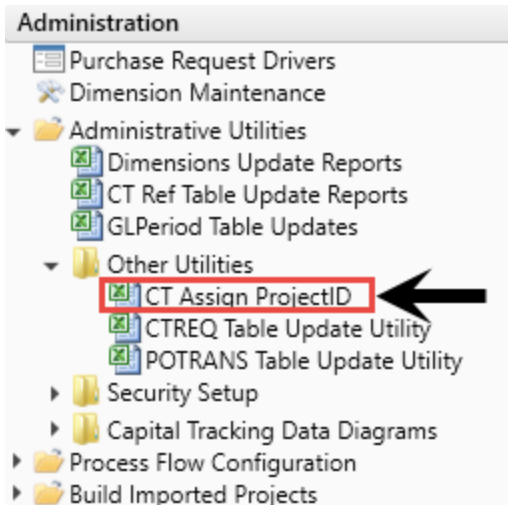 Administration
Purchase Request Drivers
Dimension Maintenance
Administrative Utilities
Dimensions Update Reports
CT Ref Table Update Reports
GLPeriod Table Updates
Other Utilities
CT Assign ProjectID
CTREQ Table Update Utility
POTRANS Table Update Utility
Security Setup
Capital Tracking Data Diagrams
Process Flow Configuration
Build Imported Projects